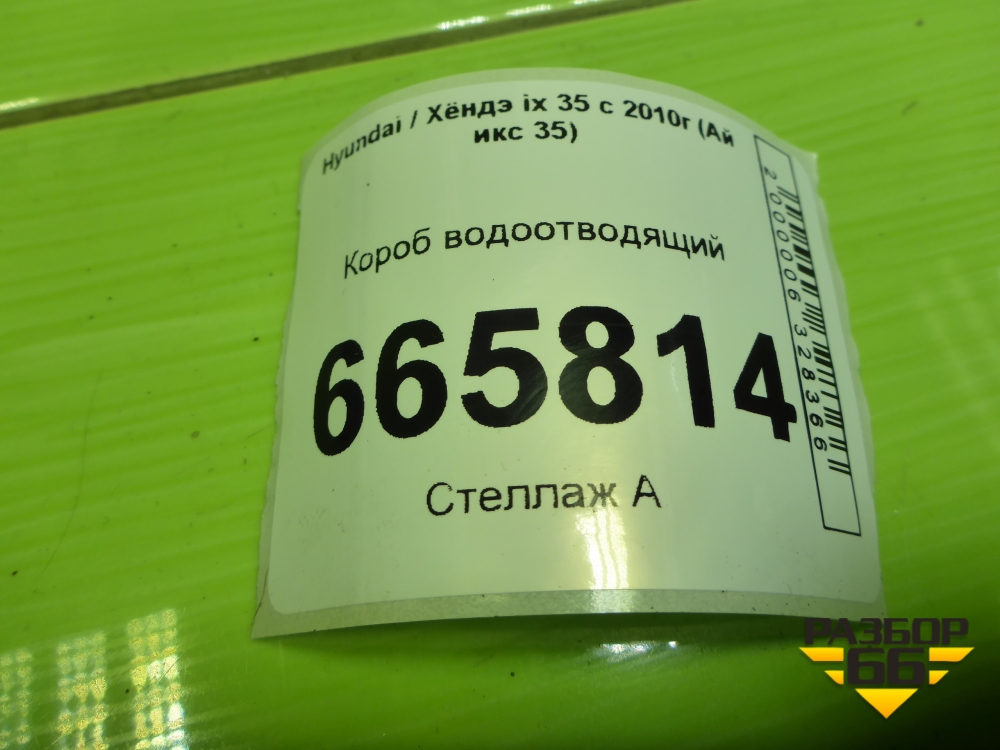 Hyundai / Хёндэ ix 35 с 2010г (Ай
икс 35)
Короб водоотводящий
665814
Стеллаж А
2000006328366
РАЗБОР
66